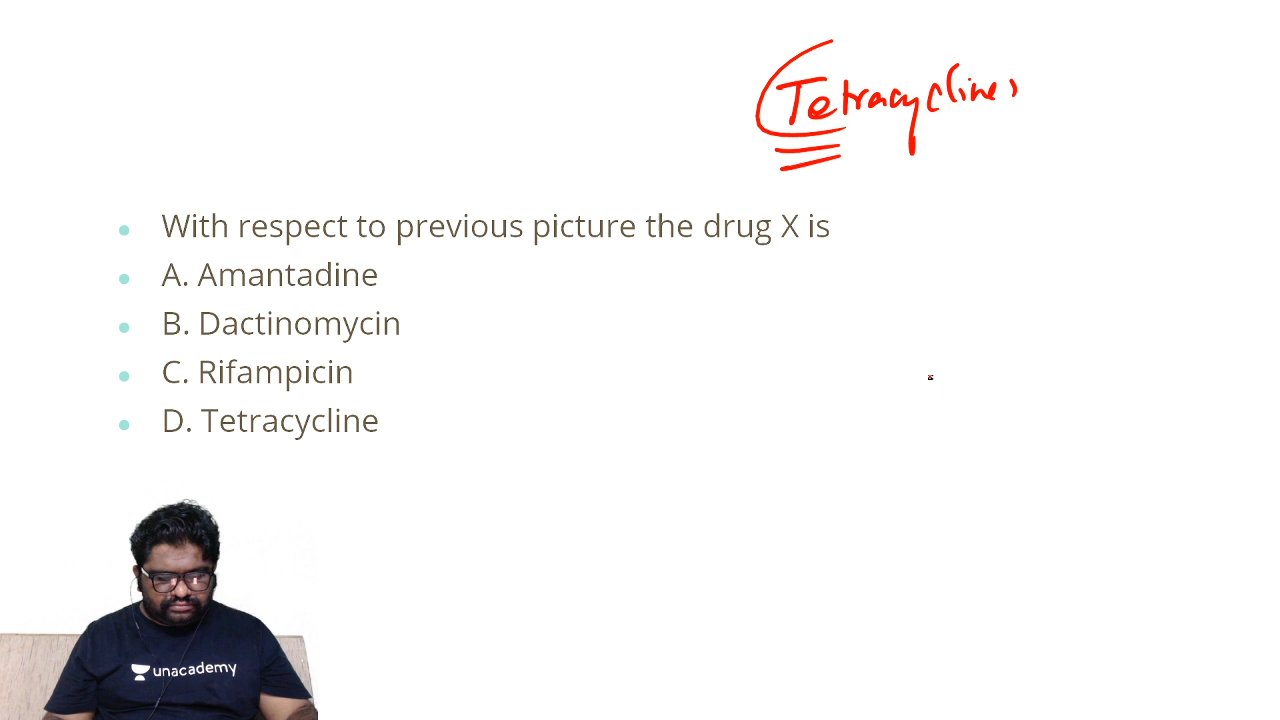 Tetracyclines
With respect to previous picture the drug X is
A. Amantadine
B. Dactinomycin
C. Rifampicin
D. Tetracycline
unacademy